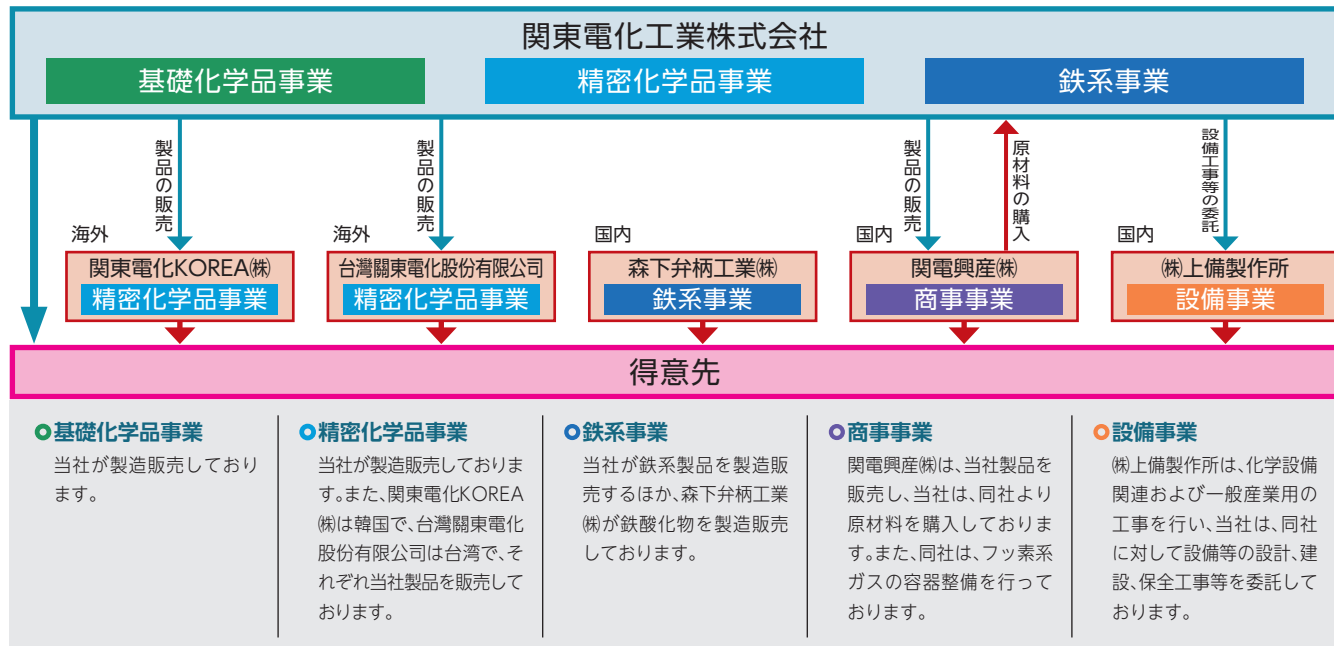 関東電化工業株式会社
基礎化学品事業
精密化学品事業
鉄系事業
製品の販売
製品の販売
製品の販売
原材料の購入
設備工事等の委託
海外
海外
国内
国内
国内
関東電化KOREA㈱
精密化学品事業
台灣關東電化股份有限公司
精密化学品事業
森下弁柄工業㈱
鉄系事業
関電興産㈱
商事事業
㈱上備製作所
設備事業
得意先
基礎化学品事業
当社が製造販売しており
ます。
精密化学品事業
当社が製造販売しておりま
す。また、関東電化KOREA
㈱は韓国で、台灣關東電化
股份有限公司は台湾で、そ
れぞれ当社製品を販売して
おります。
鉄系事業
当社が鉄系製品を製造販
売するほか、森下弁柄工業
㈱が鉄酸化物を製造販売
しております。
商事事業
関電興産㈱は、当社製品を
販売し、当社は、同社より
原材料を購入しておりま
す。また、同社は、フッ素系
ガスの容器整備を行って
おります。
設備事業
㈱上備製作所は、化学設備
関連および一般産業用の
工事を行い、当社は、同社
に対して設備等の設計、建
設、保全工事等を委託して
おります。